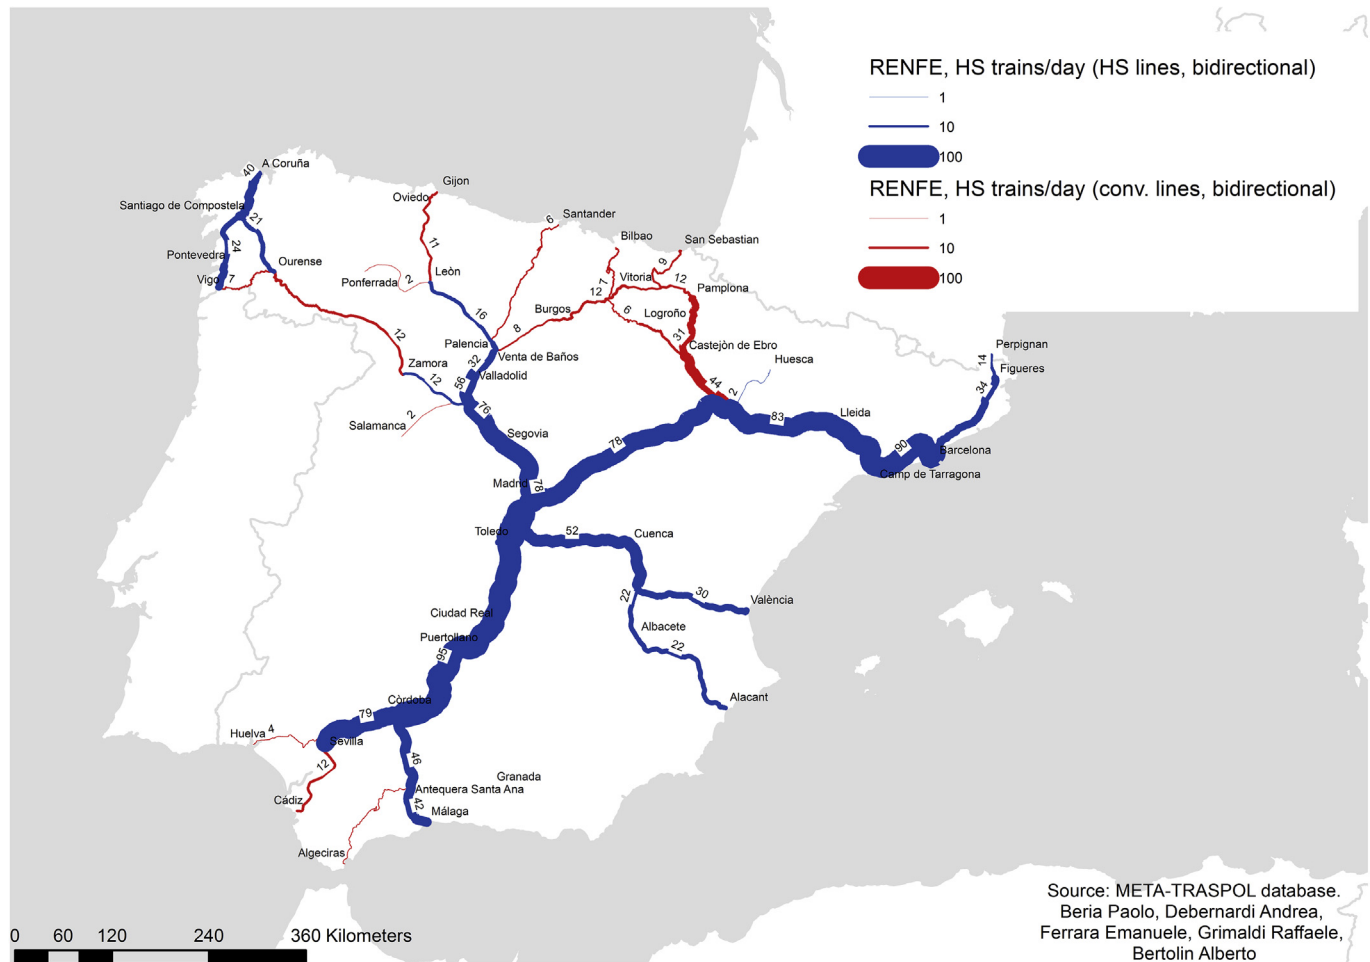 RENFE, HS trains/day (HS lines, bidirectional)
1
10
100
RENFE, HS trains/day (conv. lines, bidirectional)
1
10
100
A Coruña
40
Gijon
Oviedo
Santiago de Compostela
21
6
Santander
Bilbao
San Sebastian
11
24
Pontevedra
Ourense
Vigo
7
Leòn
Ponferrada
2
9
Vitoria
12
7
Pamplona
12
Burgos
Logroño
6
16
8
31
12
Palencia
Venta de Baños
Castejòn de Ebro
Perpignan
14
Huesca
Figueres
Zamora
32
Valladolid
12
56
44
2
34
76
Salamanca
2
Lleida
83
Segovia
78
90
Barcelona
Camp de Tarragona
Madrid
78
Toledo
52
Cuenca
22
30
València
Ciudad Real
Albacete
Puertollano
22
95
Alacant
Còrdoba
79
Huelva
4
Sevilla
46
12
Granada
Antequera Santa Ana
Cádiz
42
Málaga
Algeciras
Source: META-TRASPOL database.
Beria Paolo, Debernardi Andrea,
Ferrara Emanuele, Grimaldi Raffaele,
Bertolin Alberto
0 60 120 240 360 Kilometers